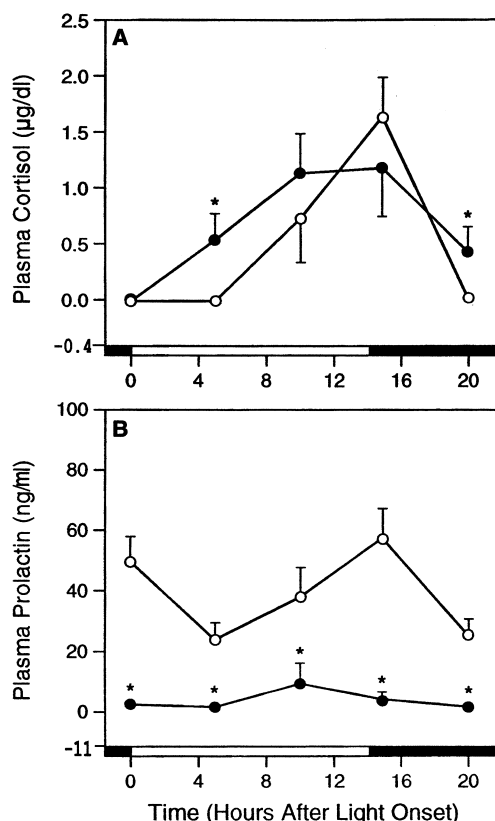 A
Plasma Cortisol (µg/dl)
2.5
2.0
1.5
1.0
0.5
0.0
-0.4
*
*
0 4 8 12 16 20
B
Plasma Prolactin (ng/ml)
100
80
60
40
20
0
-11
* * * * *
0 4 8 12 16 20
Time (Hours After Light Onset)